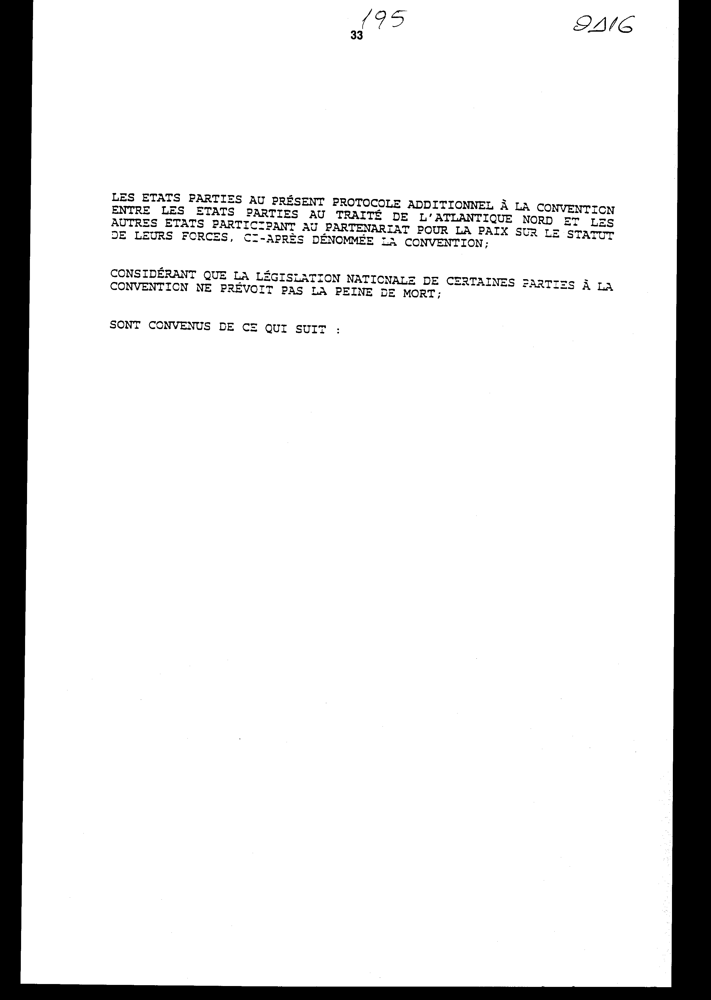 195
33
LES ETATS PARTIES AU PRÉSENT PROTOCOLE ADDITIONNEL À LA CONVENTION
ENTRE LES ETATS PARTIES AU TRAITÉ DE L'ATLANTIQUE NORD ET LES
AUTRES ETATS PARTICIPANT AU PARTENARIAT POUR LA PAIX SUR LE STATUT
DE LEURS FORCES, CI-APRÈS DÉNOMMÉE LA CONVENTION;
CONSIDÉRANT QUE LA LÉGISLATION NATIONALE DE CERTAINES PARTIES À LA
CONVENTION NE PRÉVOIT PAS LA PEINE DE MORT;
SONT CONVENUS DE CE QUI SUIT :